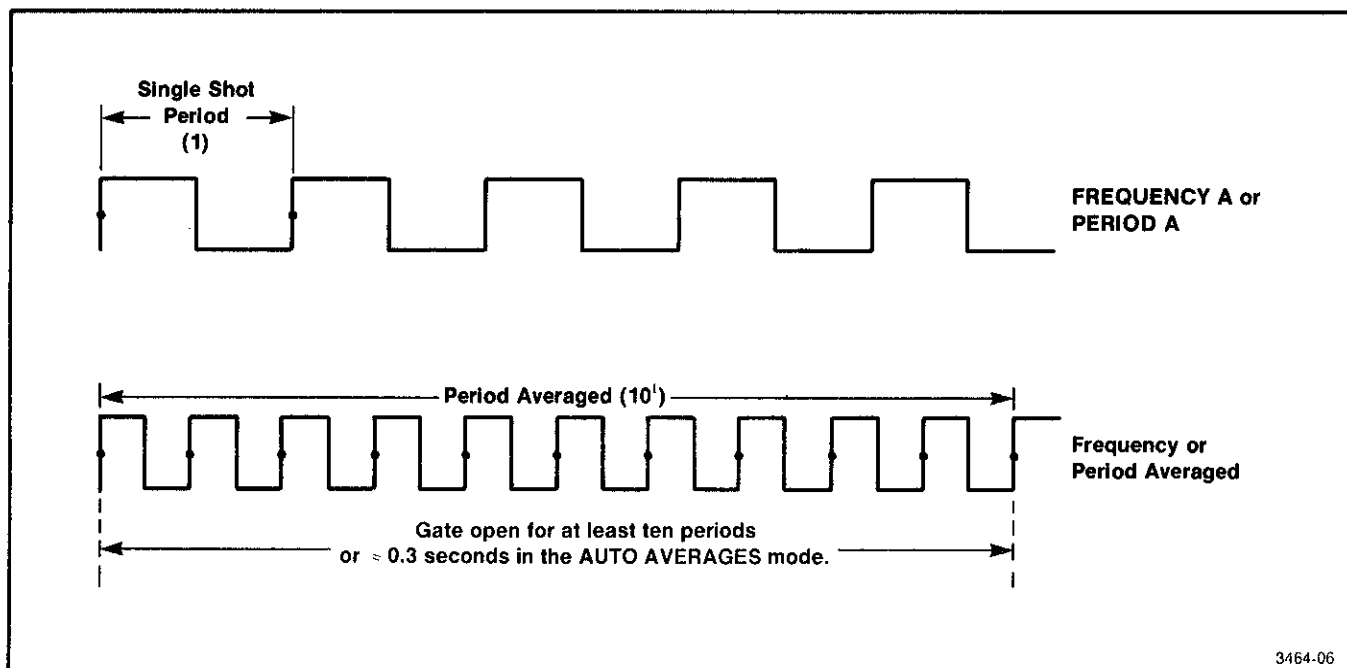 Single Shot
Period
(1)
FREQUENCY A or
PERIOD A
Period Averaged (10¹)
Frequency or
Period Averaged
Gate open for at least ten periods
or ≈ 0.3 seconds in the AUTO AVERAGES mode.
3464-06